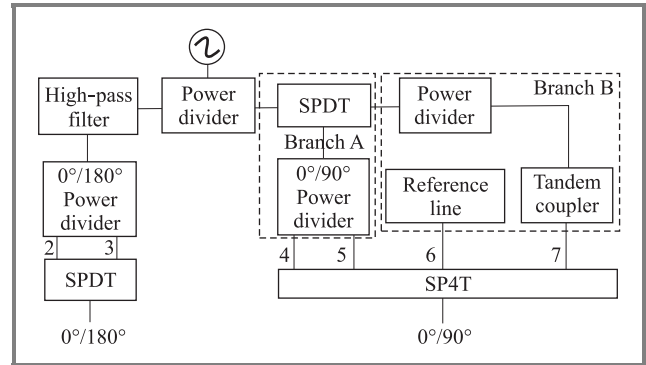 High-pass
filter
Power
divider
SPDT
Power
divider
Branch B
Branch A
0°/180°
Power
divider
0°/90°
Power
divider
Reference
line
Tandem
coupler
2
3
4
5
6
7
SPDT
SP4T
0°/180°
0°/90°